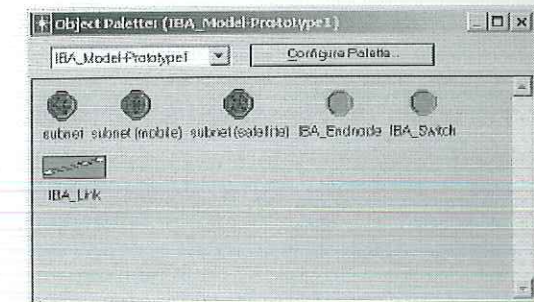 Object Palette: (IBA_Model-Prototype1)
IBA_Model-Prototype1 Configure Palette...
subnet subnet (mobile) subnet (satellite) IBA_Endnode IBA_Switch
IBA_Link